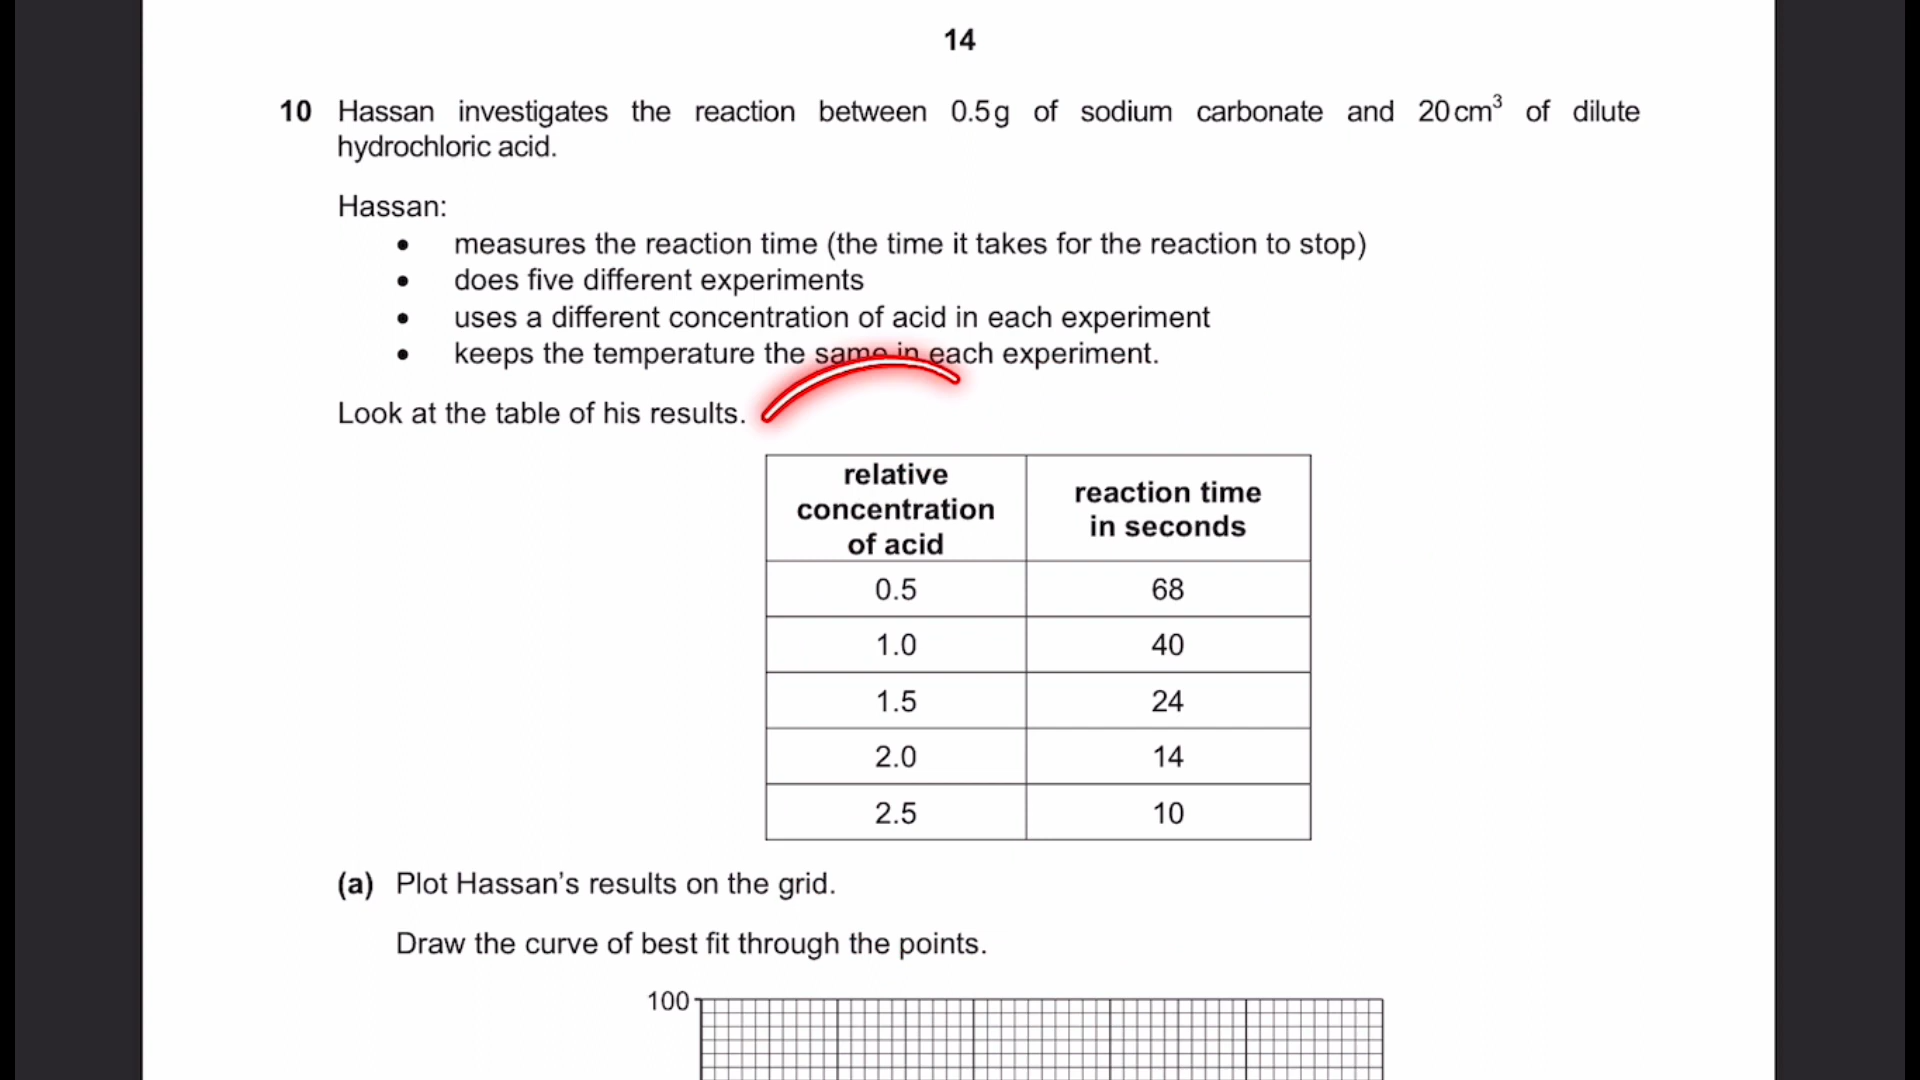 14
10 Hassan investigates the reaction between 0.5 g of sodium carbonate and 20 cm³ of dilute
hydrochloric acid.
Hassan:
• measures the reaction time (the time it takes for the reaction to stop)
• does five different experiments
• uses a different concentration of acid in each experiment
• keeps the temperature the same in each experiment.
Look at the table of his results.
relative
concentration
of acid
reaction time
in seconds
0.5 68
1.0 40
1.5 24
2.0 14
2.5 10
(a) Plot Hassan’s results on the grid.
Draw the curve of best fit through the points.
100